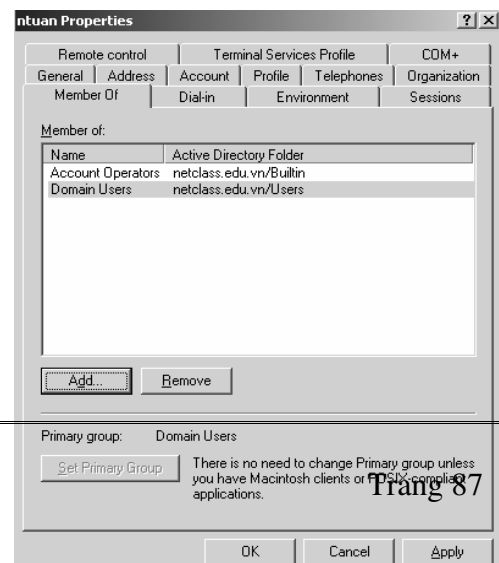 ntuan Properties
Remote control Terminal Services Profile COM+
General Address Account Profile Telephones Organization
Member Of Dial-in Environment Sessions
Member of:
Name Active Directory Folder
Account Operators netclass.edu.vn/Builtin
Domain Users netclass.edu.vn/Users
Add... Remove
Primary group: Domain Users
Set Primary Group
There is no need to change Primary group unless
you have Macintosh clients or POSIX-compliant
applications.
Trang 87
OK Cancel Apply